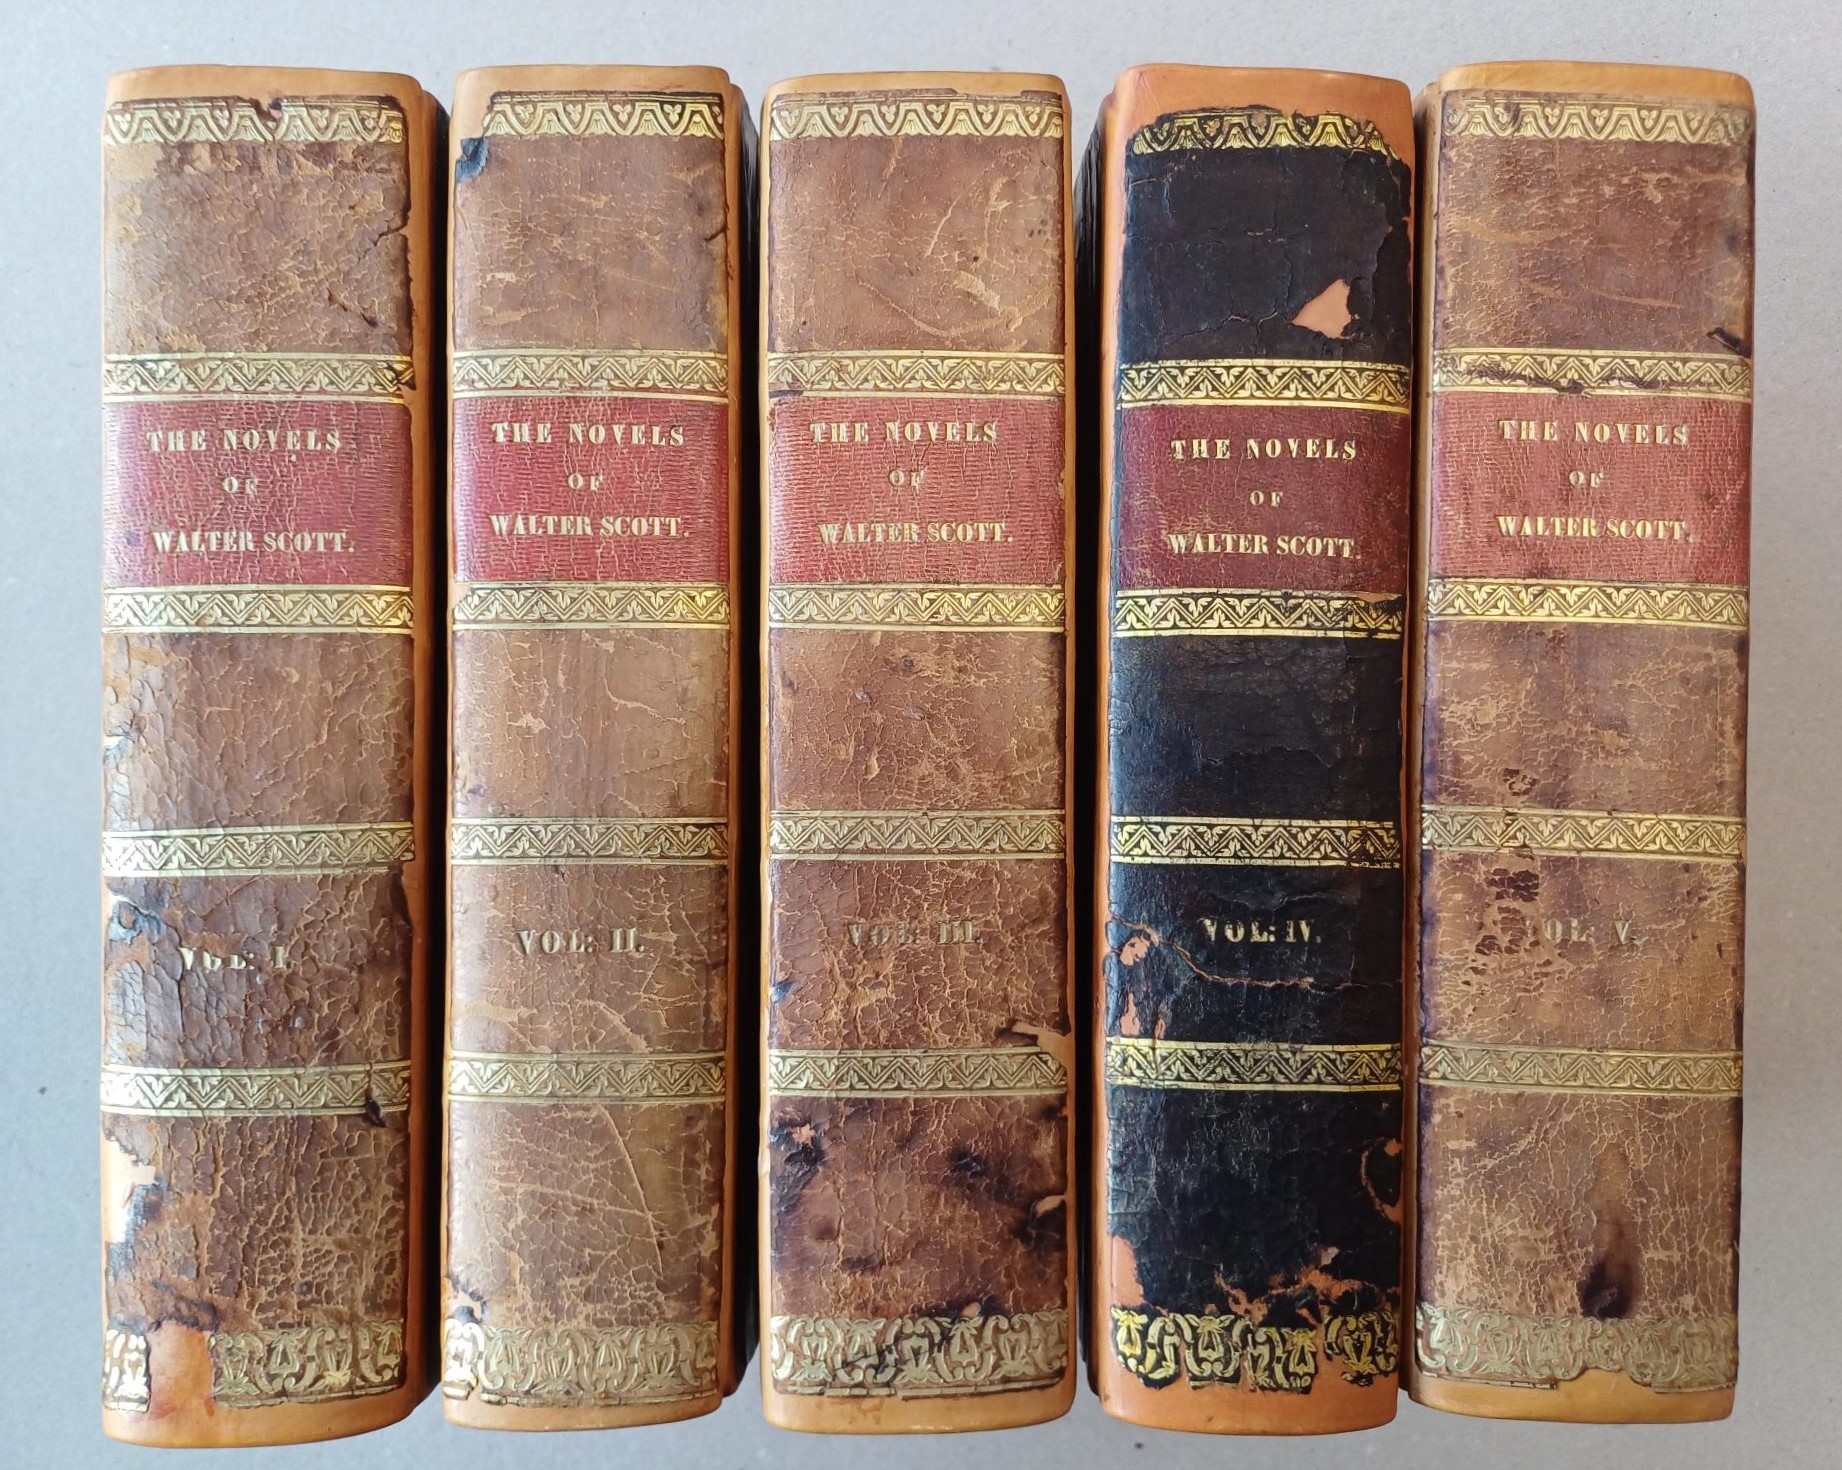 THE NOVELS
OF
WALTER SCOTT.
VOL: I.
THE NOVELS
OF
WALTER SCOTT.
VOL: II.
THE NOVELS
OF
WALTER SCOTT.
VOL: III.
THE NOVELS
OF
WALTER SCOTT.
VOL: IV.
THE NOVELS
OF
WALTER SCOTT.
VOL: V.